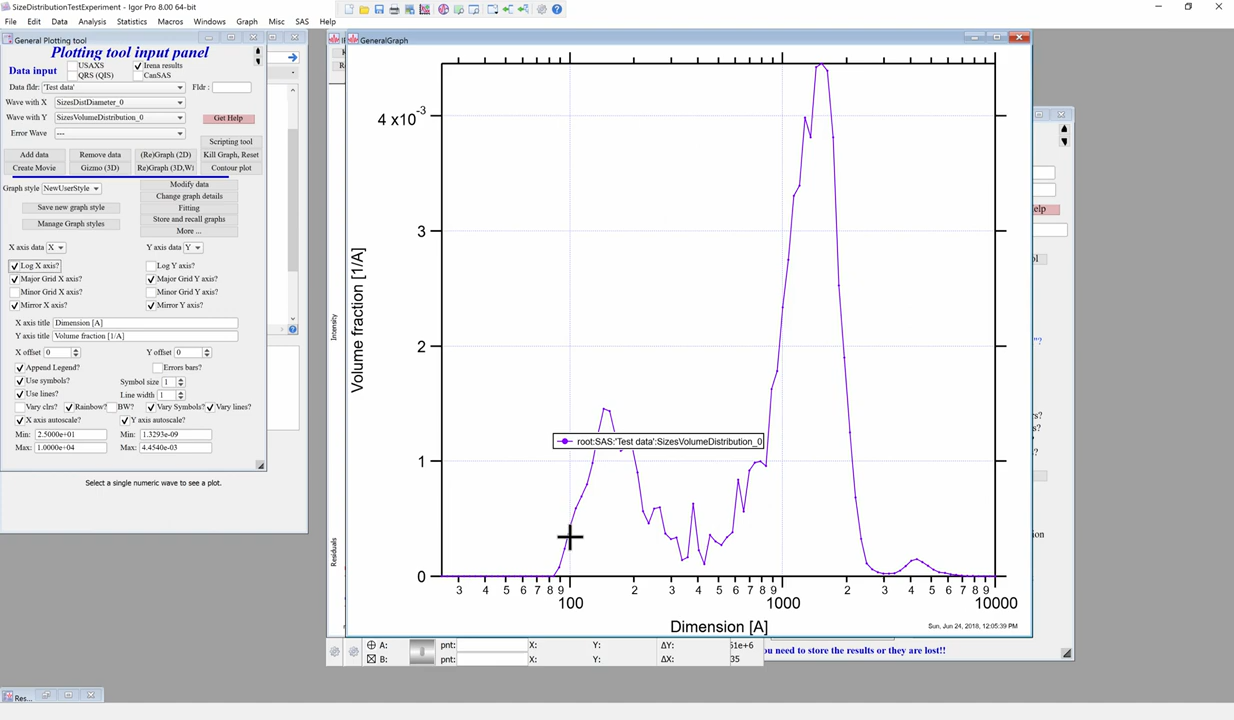 SizeDistributionTestExperiment - Igor Pro 8.00 64-bit
File Edit Data Analysis Statistics Macros Windows Graph Misc SAS Help
General Plotting tool
Plotting tool input panel
Data input
USAXS
Irena results
QRS (QIS)
CanSAS
Data fldr: 'Test data' Fldr :
Wave with X SizesDistDiameter_0
Wave with Y SizesVolumeDistribution_0 Get Help
Error Wave ---
Scripting tool
Add data Remove data (Re)Graph (2D) Kill Graph, Reset
Create Movie Gizmo (3D) Re)Graph (3D,Wi Contour plot
Graph style NewUserStyle Modify data
Change graph details
Save new graph style Fitting
Store and recall graphs
Manage Graph styles More ...
X axis data X Y axis data Y
Log X axis? Log Y axis?
Major Grid X axis? Major Grid Y axis?
Minor Grid X axis? Minor Grid Y axis?
Mirror X axis? Mirror Y axis?
X axis title Dimension [A]
Y axis title Volume fraction [1/A]
X offset 0 Y offset 0
Append Legend? Errors bars?
Use symbols? Symbol size 1
Use lines? Line width 1
Vary clrs? Rainbow? BW? Vary Symbols? Vary lines?
X axis autoscale? Y axis autoscale?
Min: 2.5000e+01 Min: 1.3293e-09
Max: 1.0000e+04 Max: 4.4540e-03
Select a single numeric wave to see a plot.
Res...
GeneralGraph
4 x10⁻³
3
2
1
0
Volume fraction [1/A]
root:SAS:'Test data':SizesVolumeDistribution_0
3 4 5 6 7 8 9 2 3 4 5 6 7 8 9 2 3 4 5 6 7 8 9
100 1000 10000
Dimension [A]
Sun, Jun 24, 2018, 12:05:39 PM
Intensity
Residuals
A: pnt: X: Y: ΔY: 51e+6
B: pnt: X: Y: ΔX: 35
elp
ol
"?
s?
?
?
ion
ou need to store the results or they are lost!!